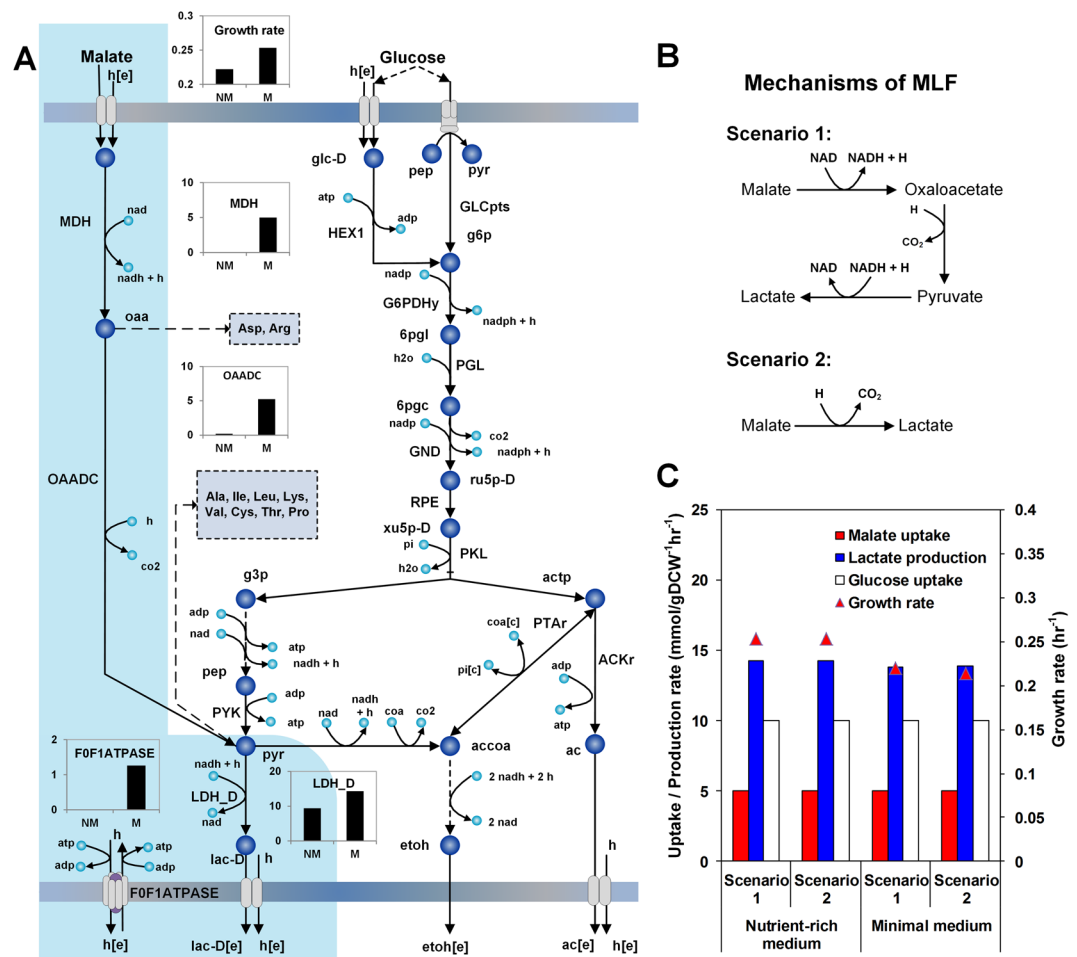 A
Malate
h[e]
Growth rate
0.3
0.25
0.2
NM
M
h[e]
Glucose
glc-D
pep
pyr
atp
adp
HEX1
GLCpts
g6p
MDH
nad
nadh + h
MDH
10
5
0
NM
M
nadp
G6PDHy
nadph + h
6pgl
h2o
PGL
6pgc
nadp
co2
GND
nadph + h
ru5p-D
RPE
xu5p-D
pi
PKL
h2o
oaa
Asp, Arg
OAADC
10
5
0
NM
M
OAADC
h
co2
Ala, Ile, Leu, Lys,
Val, Cys, Thr, Pro
g3p
actp
adp
nad
atp
nadh + h
pep
PYK
adp
atp
coa[c]
PTAr
pi[c]
ACKr
adp
atp
nad
nadh
+ h
coa
co2
pyr
accoa
ac
F0F1ATPASE
2
1
0
NM
M
nadh + h
LDH_D
nad
LDH_D
20
10
0
NM
M
2 nadh + 2 h
2 nad
lac-D
h
etoh
h
atp
adp
h
atp
adp
F0F1ATPASE
h[e]
lac-D[e]
h[e]
etoh[e]
ac[e]
h[e]
B
Mechanisms of MLF
Scenario 1:
NAD
NADH + H
Malate
Oxaloacetate
H
CO2
NAD
NADH + H
Lactate
Pyruvate
Scenario 2:
H
CO2
Malate
Lactate
C
Uptake / Production rate (mmol/gDCW-1hr-1)
25
20
15
10
5
0
Malate uptake
Lactate production
Glucose uptake
Growth rate
0.4
0.35
0.3
0.25
0.2
0.15
0.1
0.05
0
Growth rate (hr-1)
Scenario
1
Scenario
2
Scenario
1
Scenario
2
Nutrient-rich
medium
Minimal medium